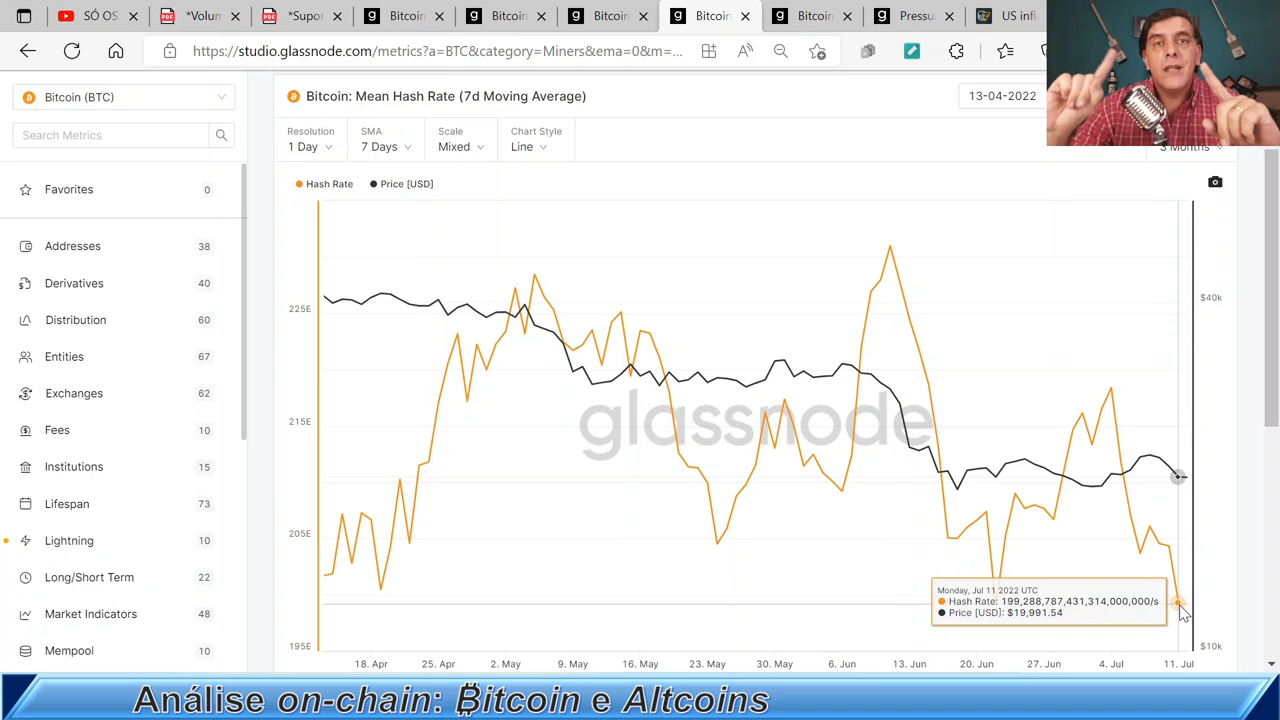 SÓ OS
*Volum
*Supor
Bitcoin
Bitcoin
Bitcoin
Bitcoin
Bitcoin
Pressu
US infl
https://studio.glassnode.com/metrics?a=BTC&category=Miners&ema=0&m=...
Bitcoin (BTC)
Search Metrics
Favorites 0
Addresses 38
Derivatives 40
Distribution 60
Entities 67
Exchanges 62
Fees 10
Institutions 15
Lifespan 73
Lightning 10
Long/Short Term 22
Market Indicators 48
Mempool 10
Bitcoin: Mean Hash Rate (7d Moving Average)
13-04-2022
Resolution SMA Scale Chart Style
1 Day 7 Days Mixed Line 3 Months
Hash Rate Price [USD]
225E
215E
205E
195E
$40k
$10k
glassnode
Monday, Jul 11 2022 UTC
Hash Rate: 199,288,787,431,314,000,000/s
Price [USD]: $19,991.54
18. Apr 25. Apr 2. May 9. May 16. May 23. May 30. May 6. Jun 13. Jun 20. Jun 27. Jun 4. Jul 11. Jul
Análise on-chain: ₿itcoin e Altcoins